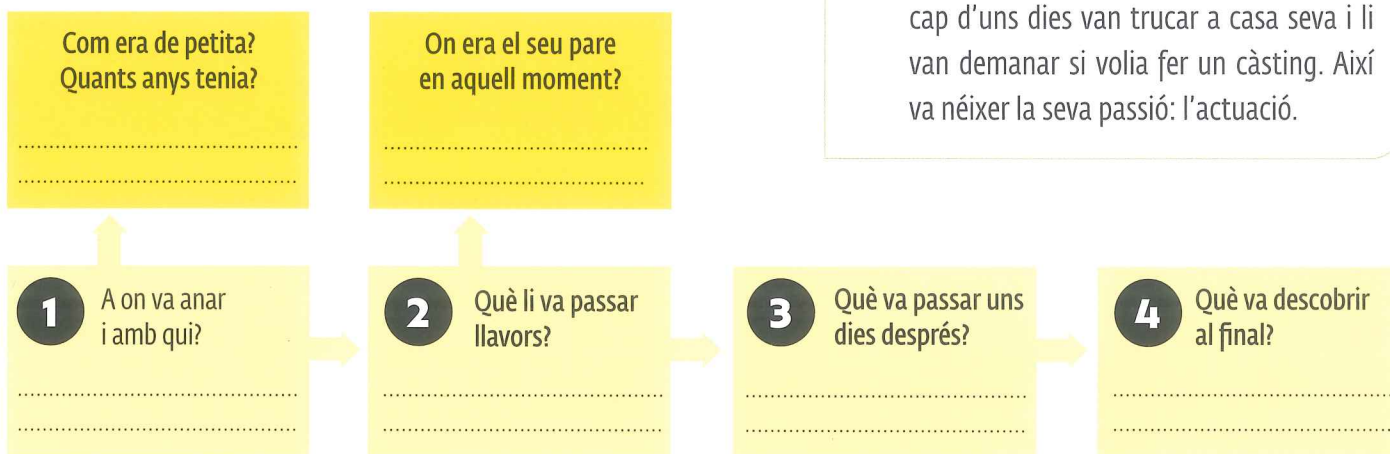 cap d'uns dies van trucar a casa seva i li
van demanar si volia fer un càsting. Així
va néixer la seva passió: l'actuació.
Com era de petita?
Quants anys tenia?
On era el seu pare
en aquell moment?
1 A on va anar
i amb qui?
2 Què li va passar
llavors?
3 Què va passar uns
dies després?
4 Què va descobrir
al final?